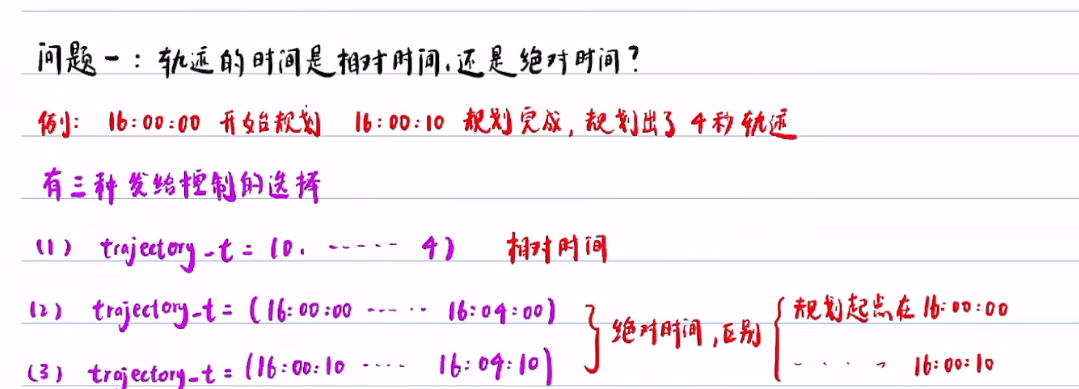 问题一：轨迹的时间是相对时间，还是绝对时间？
例：16:00:00 开始规划 16:00:10 规划完成，规划出了4秒轨迹
有三种发给控制的选择
(1) trajectory_t = (0. ----- 4) 相对时间
(2) trajectory_t = (16:00:00 ----- 16:04:00)
(3) trajectory_t = (16:00:10 ---- 16:04:10)
} 绝对时间，区别 {
规划起点在 16:00:00
- - - - 16:00:10